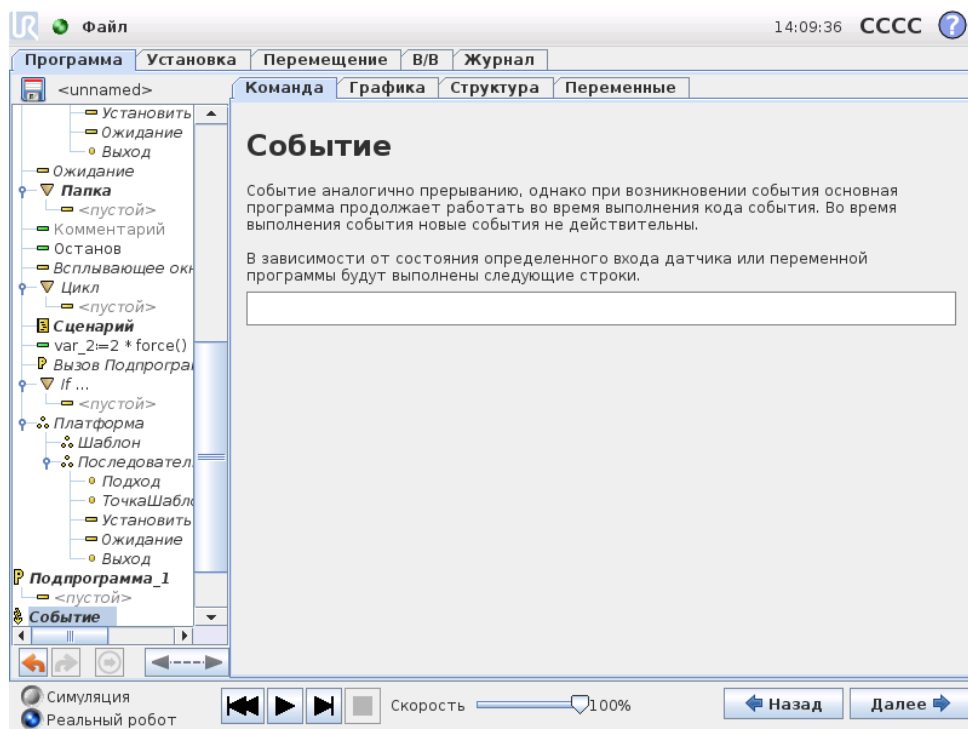 Файл
14:09:36 CCCC ?
Программа Установка Перемещение В/В Журнал
<unnamed>
Команда Графика Структура Переменные
Установить
Ожидание
Выход
Ожидание
Папка
<пустой>
Комментарий
Останов
Всплывающее окн
Цикл
<пустой>
Сценарий
var_2:=2 * force()
Вызов Подпрограм
If ...
<пустой>
Платформа
Шаблон
Последовател
Подход
ТочкаШабло
Установить
Ожидание
Выход
Подпрограмма_1
<пустой>
Событие
Событие
Событие аналогично прерыванию, однако при возникновении события основная
программа продолжает работать во время выполнения кода события. Во время
выполнения события новые события не действительны.
В зависимости от состояния определенного входа датчика или переменной
программы будут выполнены следующие строки.
Симуляция
Реальный робот
Скорость 100%
Назад Далее